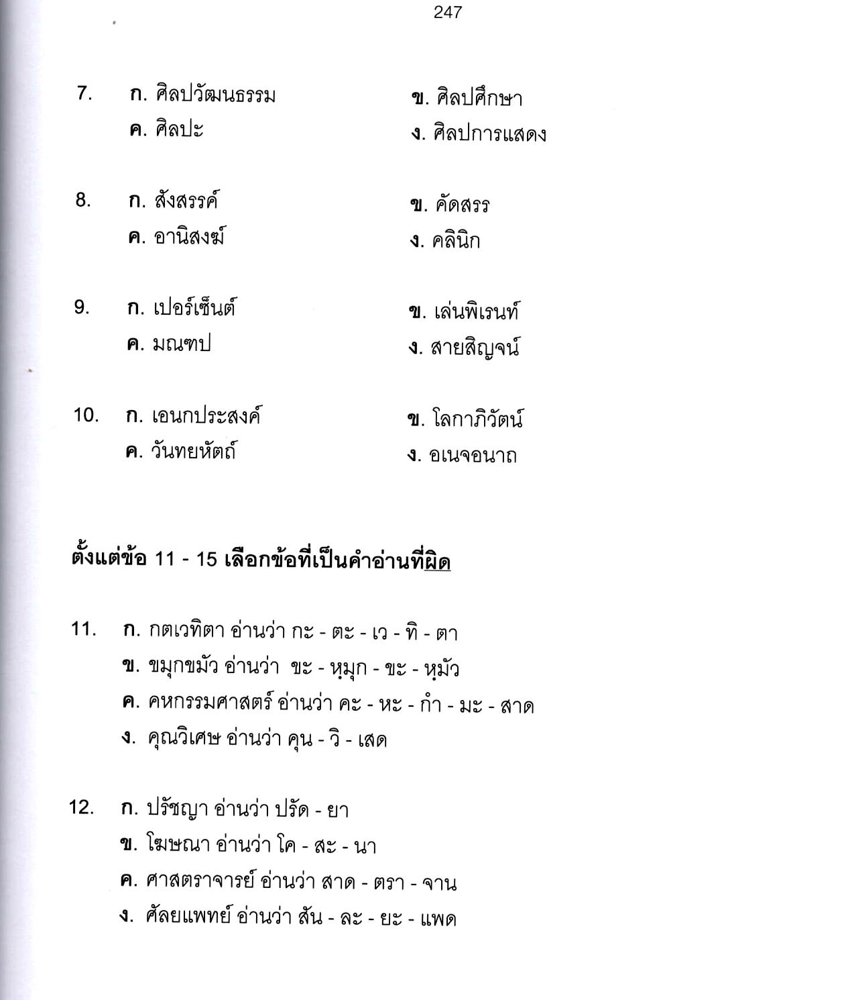 247
7. ก. ศิลปวัฒนธรรม ข. ศิลปศึกษา
ค. ศิลปะ ง. ศิลปการแสดง
8. ก. สังสรรค์ ข. คัดสรร
ค. อานิสงฆ์ ง. คลินิก
9. ก. เปอร์เซ็นต์ ข. เล่นพิเรนท์
ค. มณฑป ง. สายสิญจน์
10. ก. เอนกประสงค์ ข. โลกาภิวัตน์
ค. วันทยหัตถ์ ง. อเนจอนาถ
ตั้งแต่ข้อ 11 - 15 เลือกข้อที่เป็นคำอ่านที่ผิด
11. ก. กตเวทิตา อ่านว่า กะ - ตะ - เว - ทิ - ตา
ข. ขมุกขมัว อ่านว่า ขะ - หฺมุก - ขะ - หฺมัว
ค. คหกรรมศาสตร์ อ่านว่า คะ - หะ - กำ - มะ - สาด
ง. คุณวิเศษ อ่านว่า คุน - วิ - เสด
12. ก. ปรัชญา อ่านว่า ปรัด - ยา
ข. โฆษณา อ่านว่า โค - สะ - นา
ค. ศาสตราจารย์ อ่านว่า สาด - ตรา - จาน
ง. ศัลยแพทย์ อ่านว่า สัน - ละ - ยะ - แพด